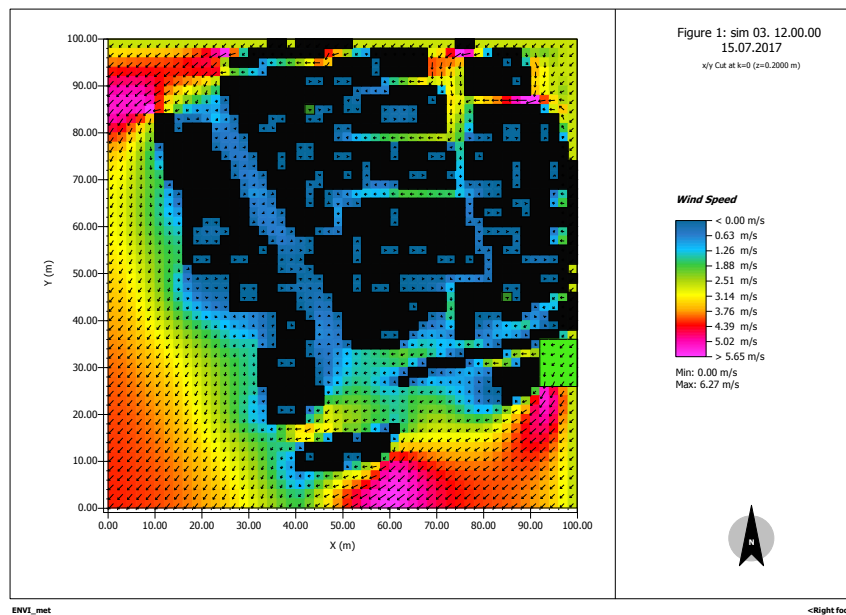 Figure 1: sim 03. 12.00.00
15.07.2017
x/y Cut at k=0 (z=0.2000 m)
100.00
90.00
80.00
70.00
60.00
50.00
40.00
30.00
20.00
10.00
0.00
Y (m)
0.00 10.00 20.00 30.00 40.00 50.00 60.00 70.00 80.00 90.00 100.00
X (m)
Wind Speed
< 0.00 m/s
0.63 m/s
1.26 m/s
1.88 m/s
2.51 m/s
3.14 m/s
3.76 m/s
4.39 m/s
5.02 m/s
> 5.65 m/s
Min: 0.00 m/s
Max: 6.27 m/s
N
ENVI_met
<Right foo